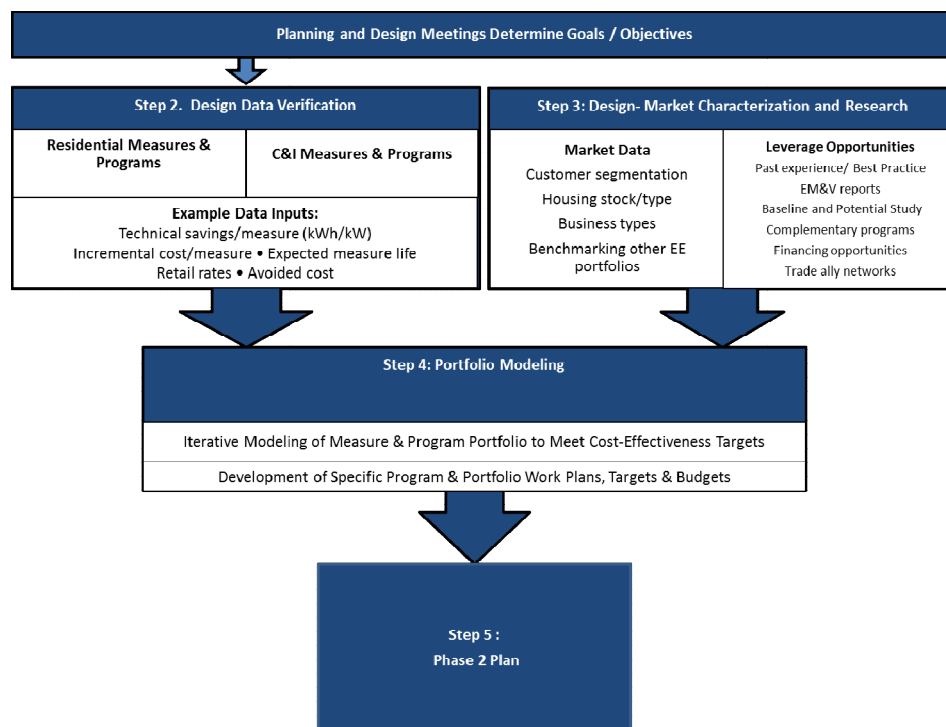 Planning and Design Meetings Determine Goals / Objectives
Step 2.  Design Data Verification
Residential Measures &
Programs
C&I Measures & Programs
Example Data Inputs:
Technical savings/measure (kWh/kW)
Incremental cost/measure • Expected measure life
Retail rates • Avoided cost
Step 3: Design- Market Characterization and Research
Market Data
Customer segmentation
Housing stock/type
Business types
Benchmarking other EE
portfolios
Leverage Opportunities
Past experience/ Best Practice
EM&V reports
Baseline and Potential Study
Complementary programs
Financing opportunities
Trade ally networks
Step 4: Portfolio Modeling
Iterative Modeling of Measure & Program Portfolio to Meet Cost-Effectiveness Targets
Development of Specific Program & Portfolio Work Plans, Targets & Budgets
Step 5 :
Phase 2 Plan